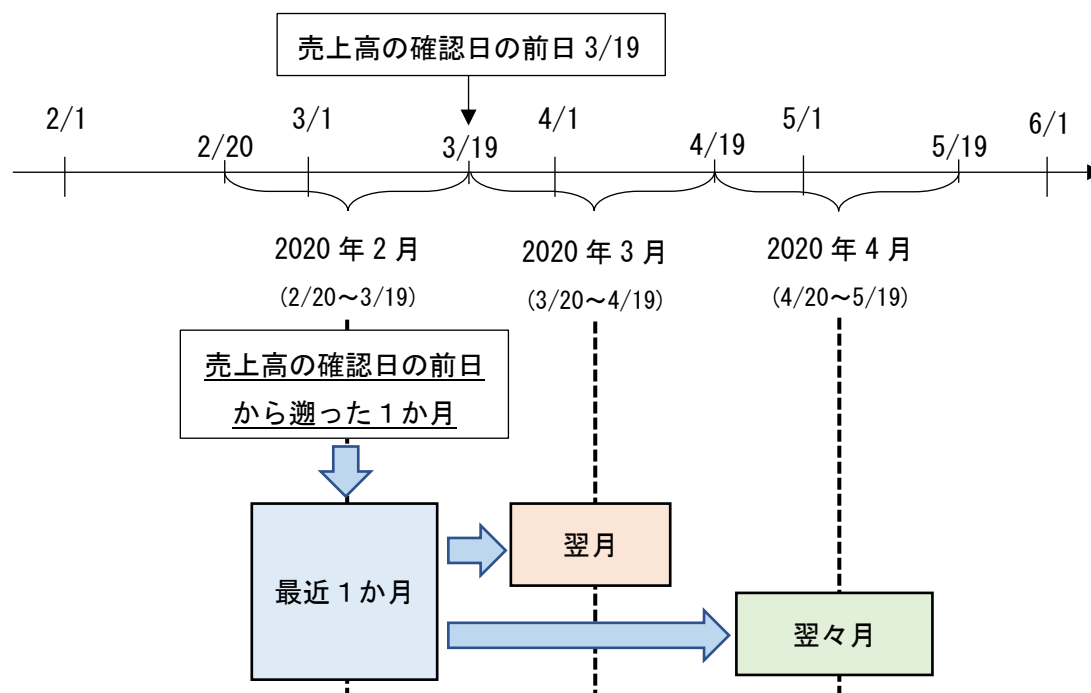 売上高の確認日の前日 3/19
2/1
3/1
4/1
5/1
6/1
2/20
3/19
4/19
5/19
2020 年 2 月
(2/20～3/19)
2020 年 3 月
(3/20～4/19)
2020 年 4 月
(4/20～5/19)
売上高の確認日の前日
から遡った１か月
最近１か月
翌月
翌々月